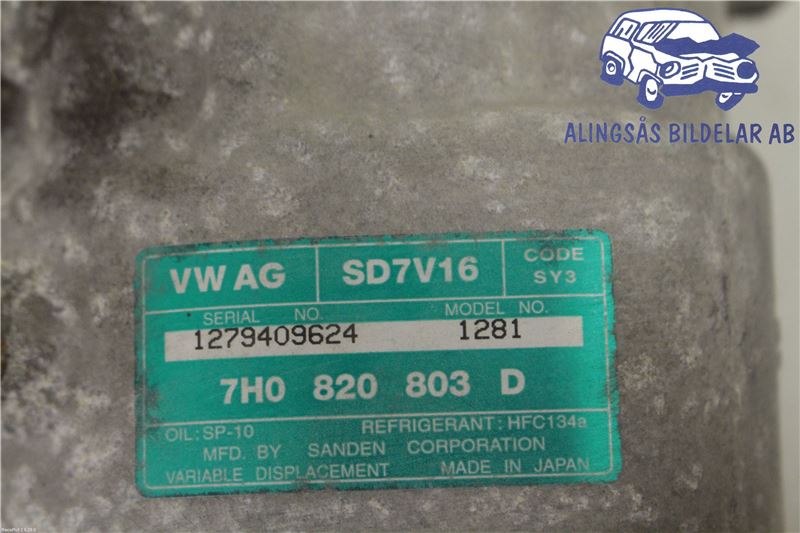 ALINGSÅS BILDELAR AB
VW AG SD7V16 CODE SY3
SERIAL NO. MODEL NO.
1279409624 1281
7H0 820 803 D
OIL: SP-10 REFRIGERANT: HFC134a
MFD. BY SANDEN CORPORATION
VARIABLE DISPLACEMENT MADE IN JAPAN